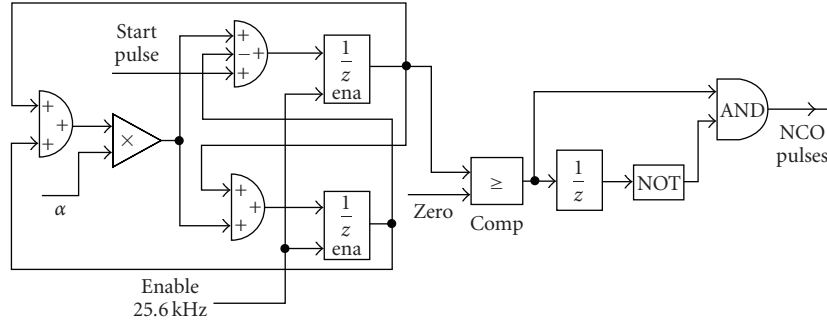 Start
pulse
+
−
+
+
1
z
ena
+
+
+
×
α
+
+
+
1
z
ena
Enable
25.6 kHz
Zero
≥
Comp
1
z
NOT
AND
NCO
pulses